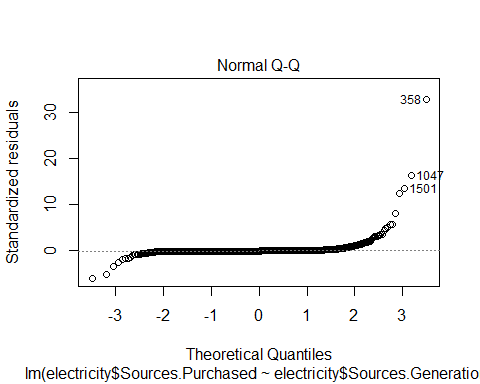 Normal Q-Q
Standardized residuals
30
20
10
0
358
1047
1501
-3 -2 -1 0 1 2 3
Theoretical Quantiles
lm(electricity$Sources.Purchased ~ electricity$Sources.Generatio